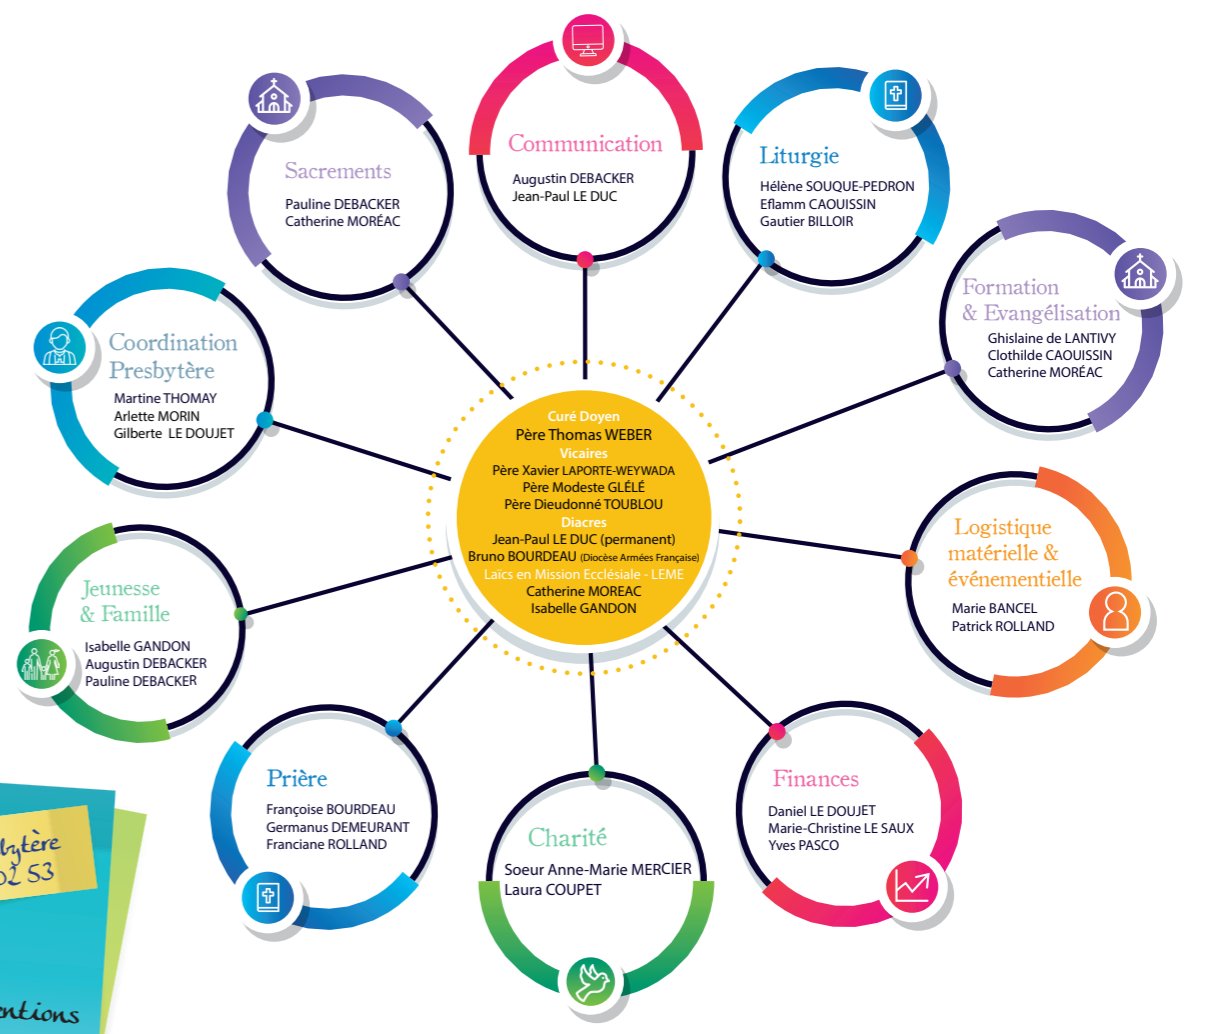 Communication
Augustin DEBACKER
Jean-Paul LE DUC
Sacrements
Pauline DEBACKER
Catherine MORÉAC
Liturgie
Hélène SOUQUE-PEDRON
Eflamm CAOUISSIN
Gautier BILLOIR
Formation
& Evangélisation
Ghislaine de LANTIVY
Clothilde CAOUISSIN
Catherine MORÉAC
Coordination
Presbytère
Martine THOMAY
Arlette MORIN
Gilberte LE DOUJET
Curé Doyen
Père Thomas WEBER
Vicaires
Père Xavier LAPORTE-WEYWADA
Père Modeste GLÉLÉ
Père Dieudonné TOUBLOU
Diacres
Jean-Paul LE DUC (permanent)
Bruno BOURDEAU (Diocèse Armées Française)
Laïcs en Mission Ecclésiale - LEME
Catherine MOREAC
Isabelle GANDON
Logistique
matérielle &
événementielle
Marie BANCEL
Patrick ROLLAND
Jeunesse
& Famille
Isabelle GANDON
Augustin DEBACKER
Pauline DEBACKER
Prière
Françoise BOURDEAU
Germanus DEMEURANT
Franciane ROLLAND
Charité
Soeur Anne-Marie MERCIER
Laura COUPET
Finances
Daniel LE DOUJET
Marie-Christine LE SAUX
Yves PASCO
bytère
02 53
entions